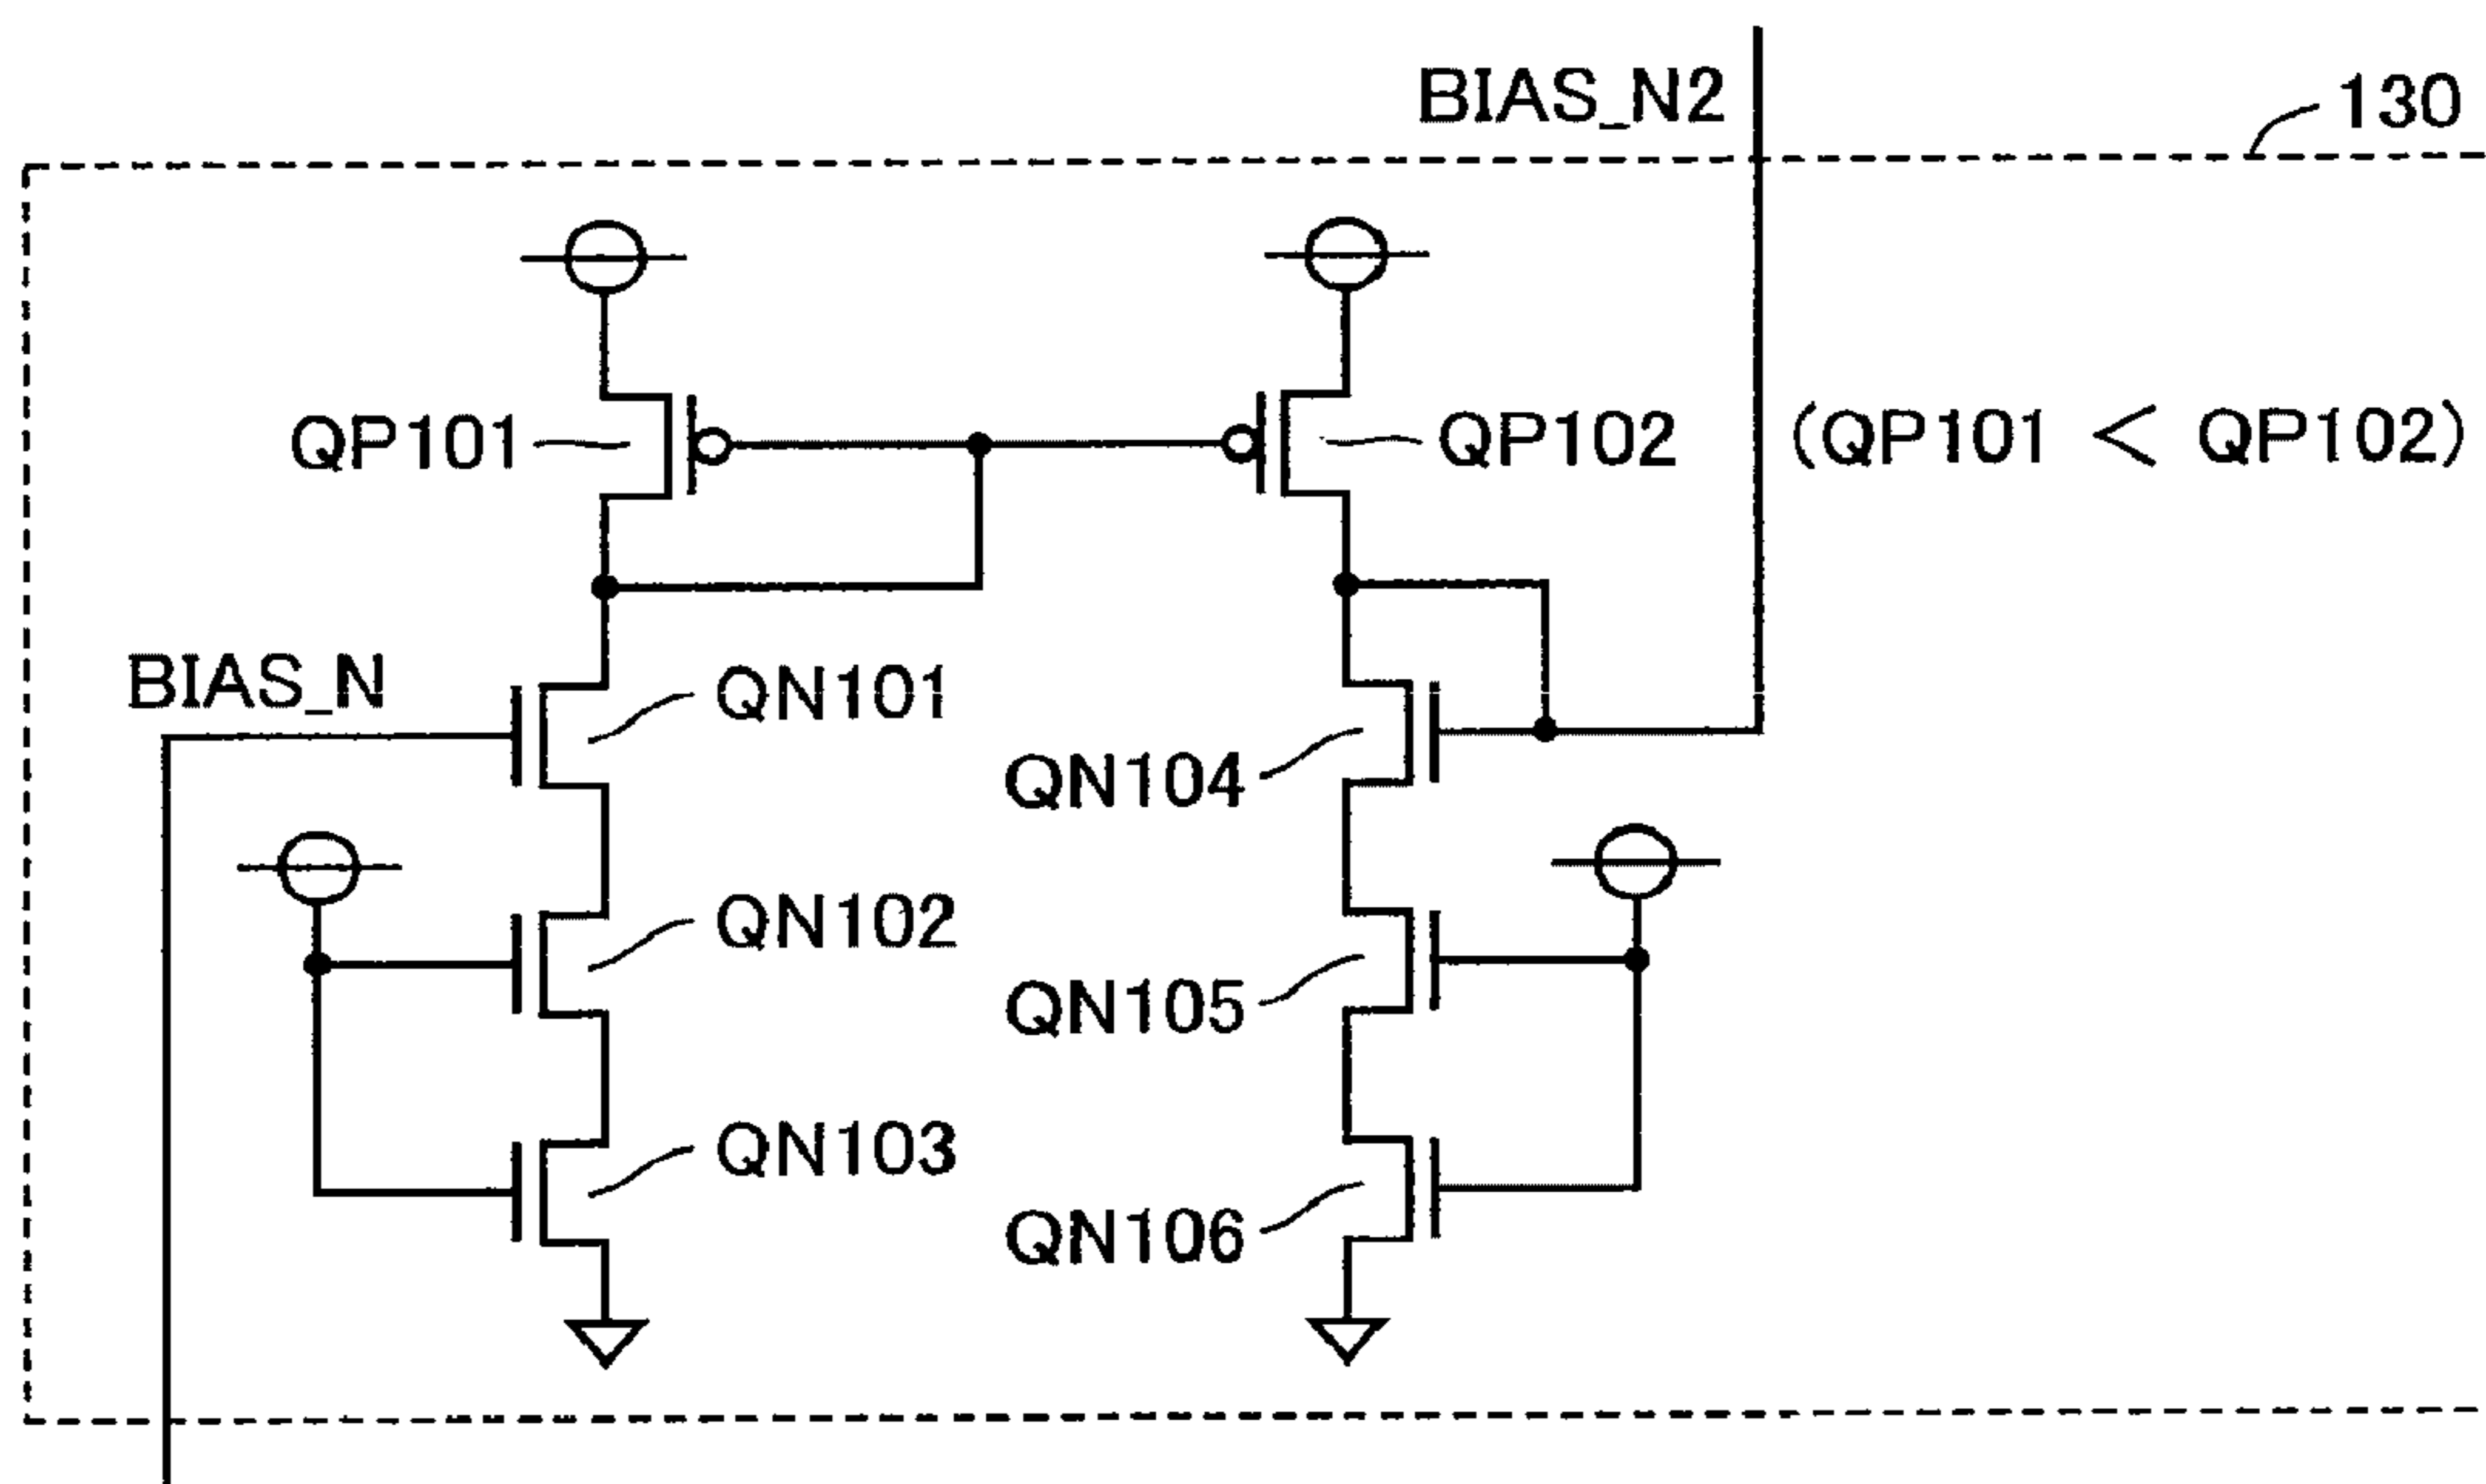 BIAS_N2
130
QP101
QP102
(QP101 < QP102)
BIAS_N
QN101
QN104
QN102
QN105
QN103
QN106